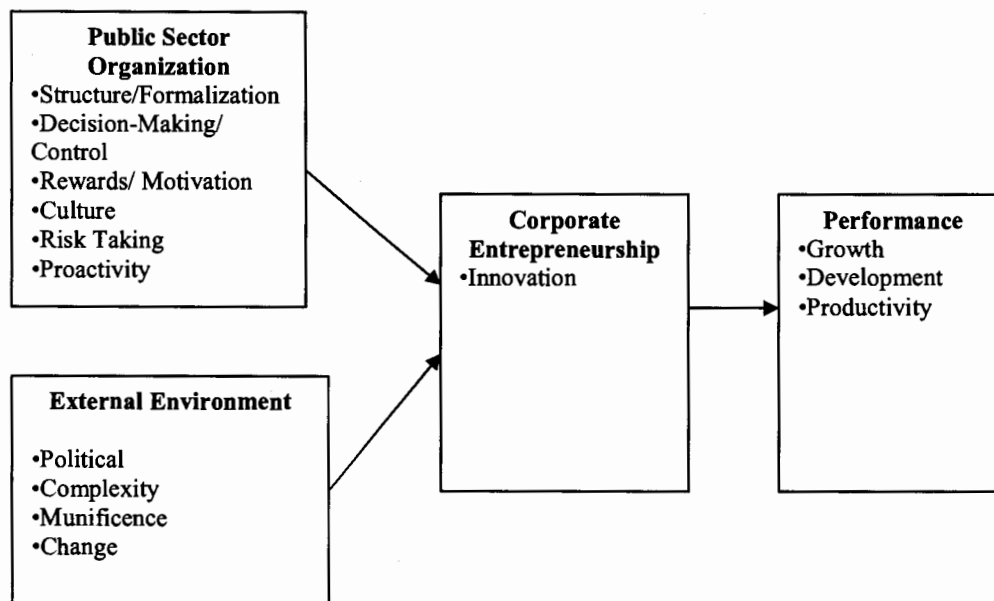 Public Sector
Organization
•Structure/Formalization
•Decision-Making/
Control
•Rewards/ Motivation
•Culture
•Risk Taking
•Proactivity
External Environment
•Political
•Complexity
•Munificence
•Change
Corporate
Entrepreneurship
•Innovation
Performance
•Growth
•Development
•Productivity